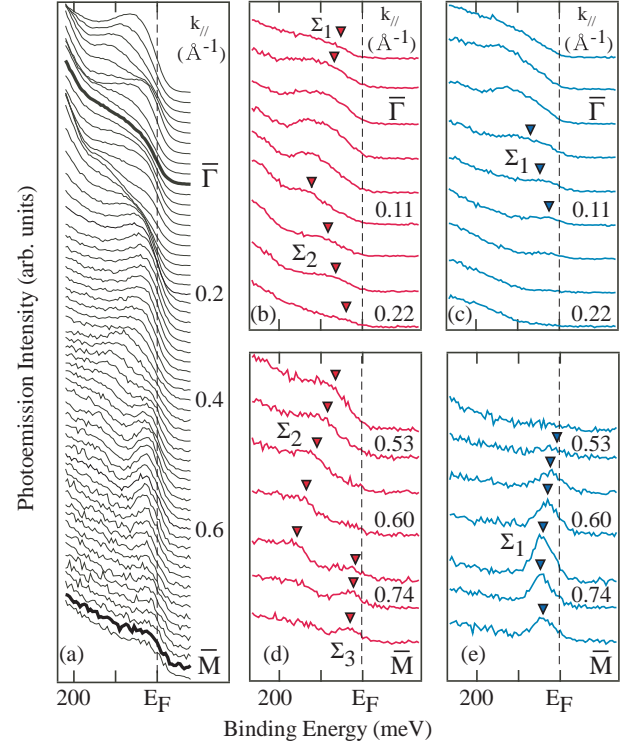 k// (Å-1)
Γ̅
0.2
0.4
0.6
M̅
(a)
200
EF
Σ1
k// (Å-1)
Γ̅
0.11
Σ2
0.22
(b)
k// (Å-1)
Γ̅
Σ1
0.11
0.22
(c)
0.53
Σ2
0.60
0.74
Σ3
M̅
(d)
200
EF
0.53
0.60
Σ1
0.74
M̅
(e)
200
EF
Photoemission Intensity (arb. units)
Binding Energy (meV)